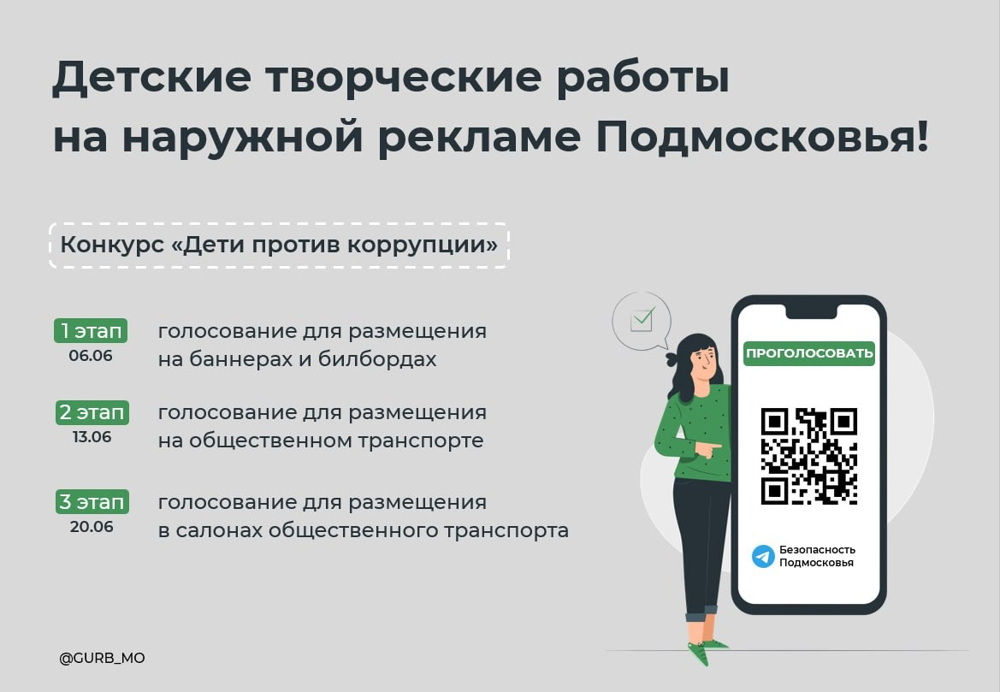 Детские творческие работы
на наружной рекламе Подмосковья!
Конкурс «Дети против коррупции»
1 этап
06.06
голосование для размещения
на баннерах и билбордах
2 этап
13.06
голосование для размещения
на общественном транспорте
3 этап
20.06
голосование для размещения
в салонах общественного транспорта
ПРОГОЛОСОВАТЬ
Безопасность
Подмосковья
@GURB_MO